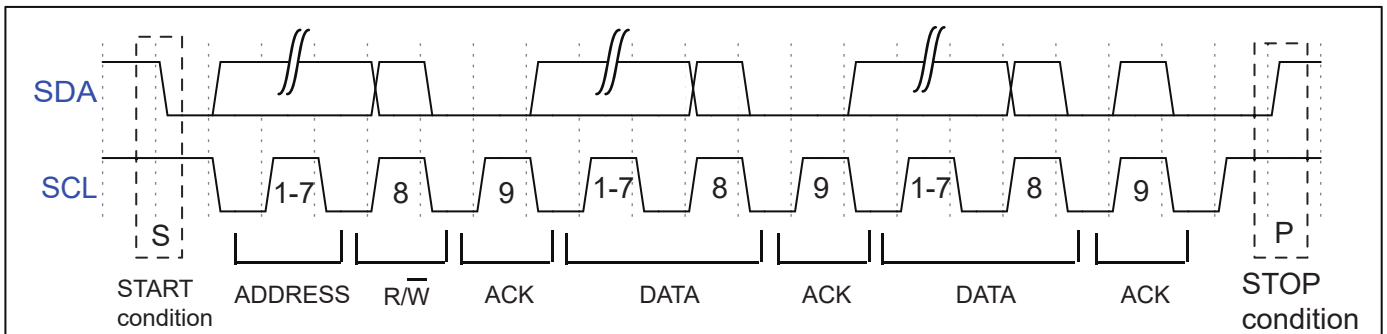 SDA
SCL
1-7
8
9
1-7
8
9
1-7
8
9
S
P
START
condition
ADDRESS
R/W̅
ACK
DATA
ACK
DATA
ACK
STOP
condition